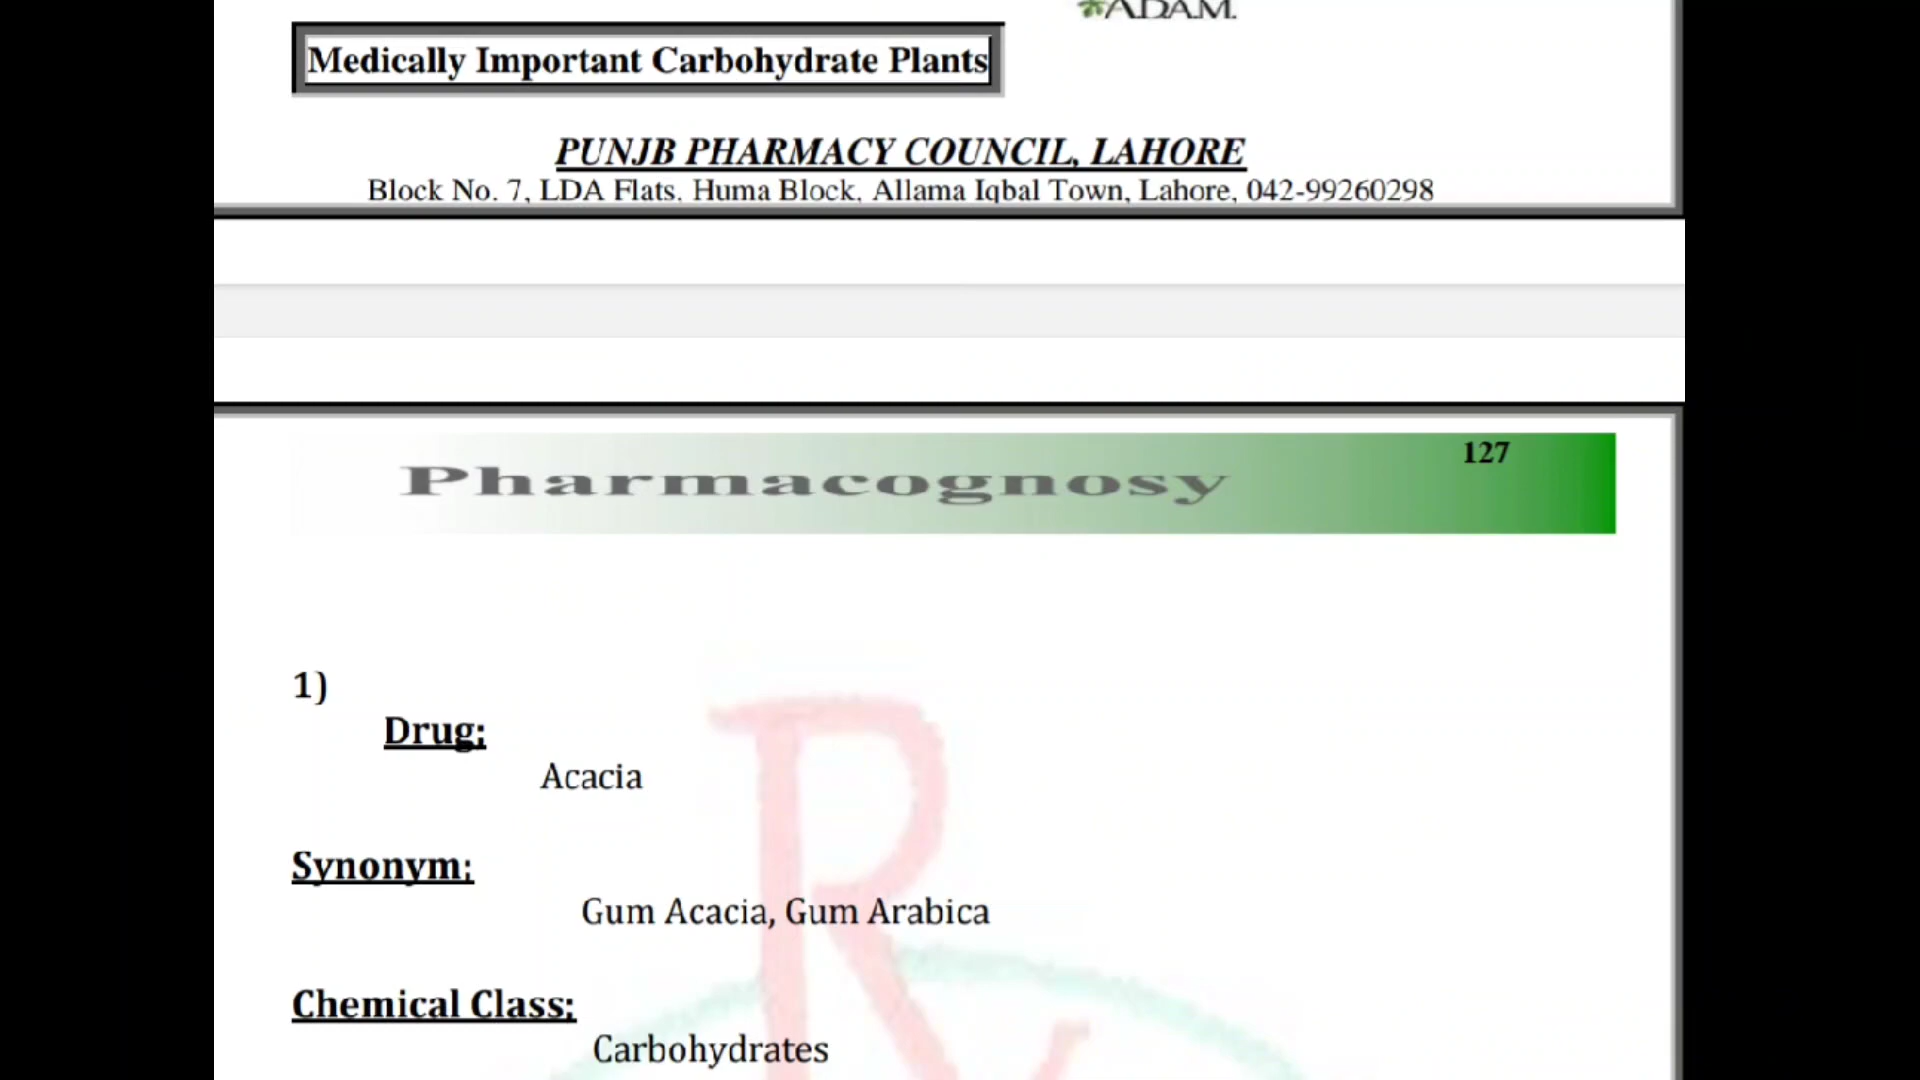 ADAM.
Medically Important Carbohydrate Plants
PUNJB PHARMACY COUNCIL, LAHORE
Block No. 7, LDA Flats, Huma Block, Allama Iqbal Town, Lahore, 042-99260298
127
Pharmacognosy
1)
Drug;
Acacia
Synonym;
Gum Acacia, Gum Arabica
Chemical Class;
Carbohydrates